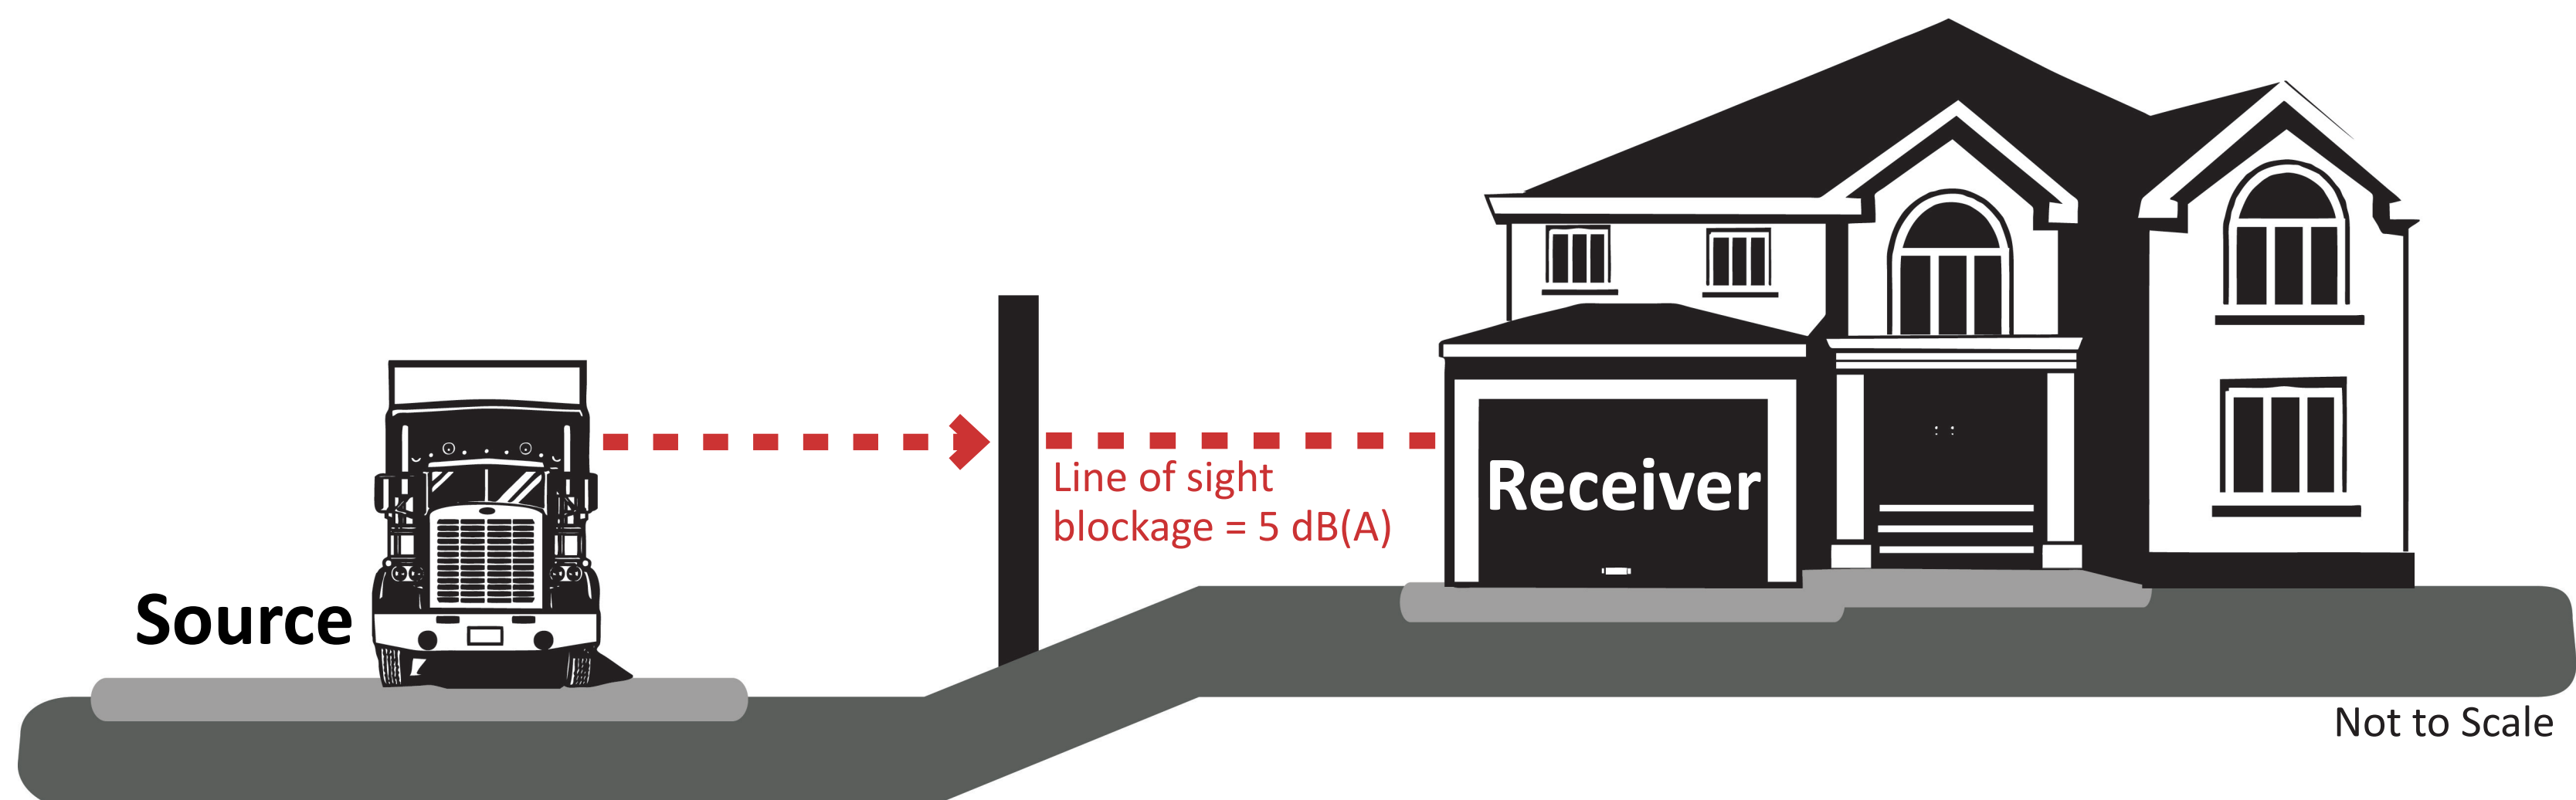 Source
Line of sight
blockage = 5 dB(A)
Receiver
Not to Scale